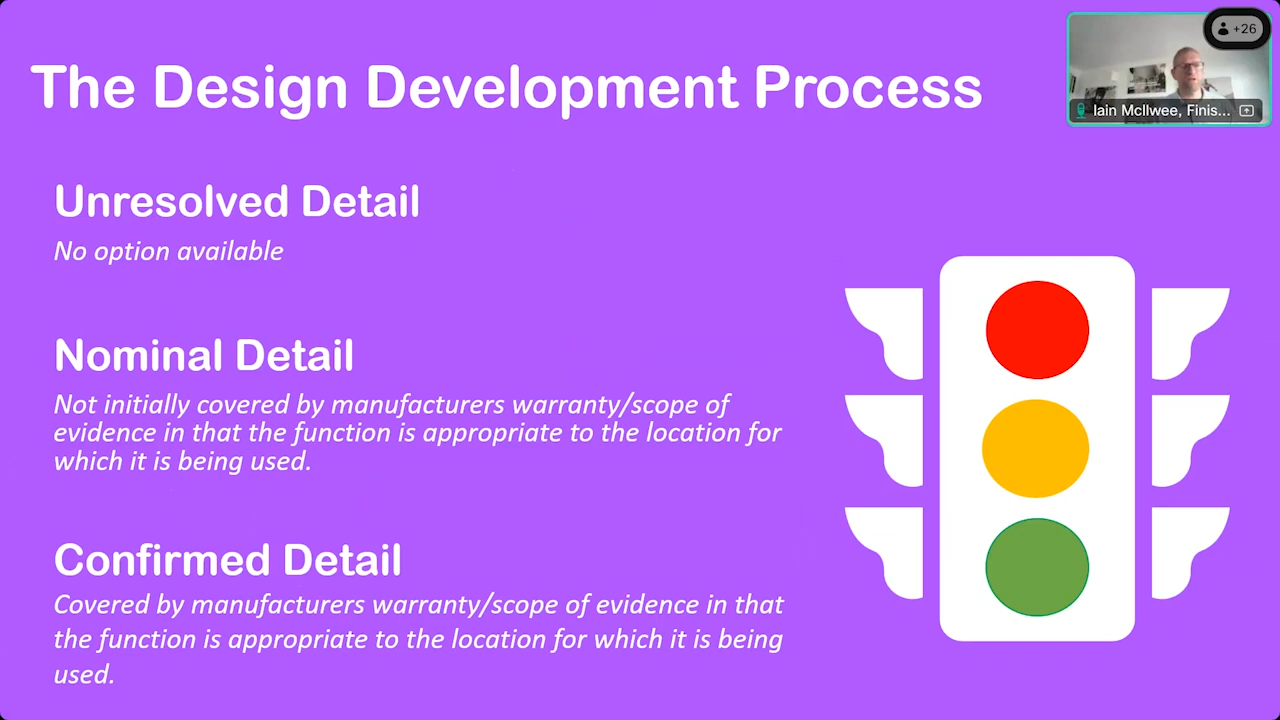 The Design Development Process
+26
Iain McIlwee, Finis...
Unresolved Detail
No option available
Nominal Detail
Not initially covered by manufacturers warranty/scope of
evidence in that the function is appropriate to the location for
which it is being used.
Confirmed Detail
Covered by manufacturers warranty/scope of evidence in that
the function is appropriate to the location for which it is being
used.